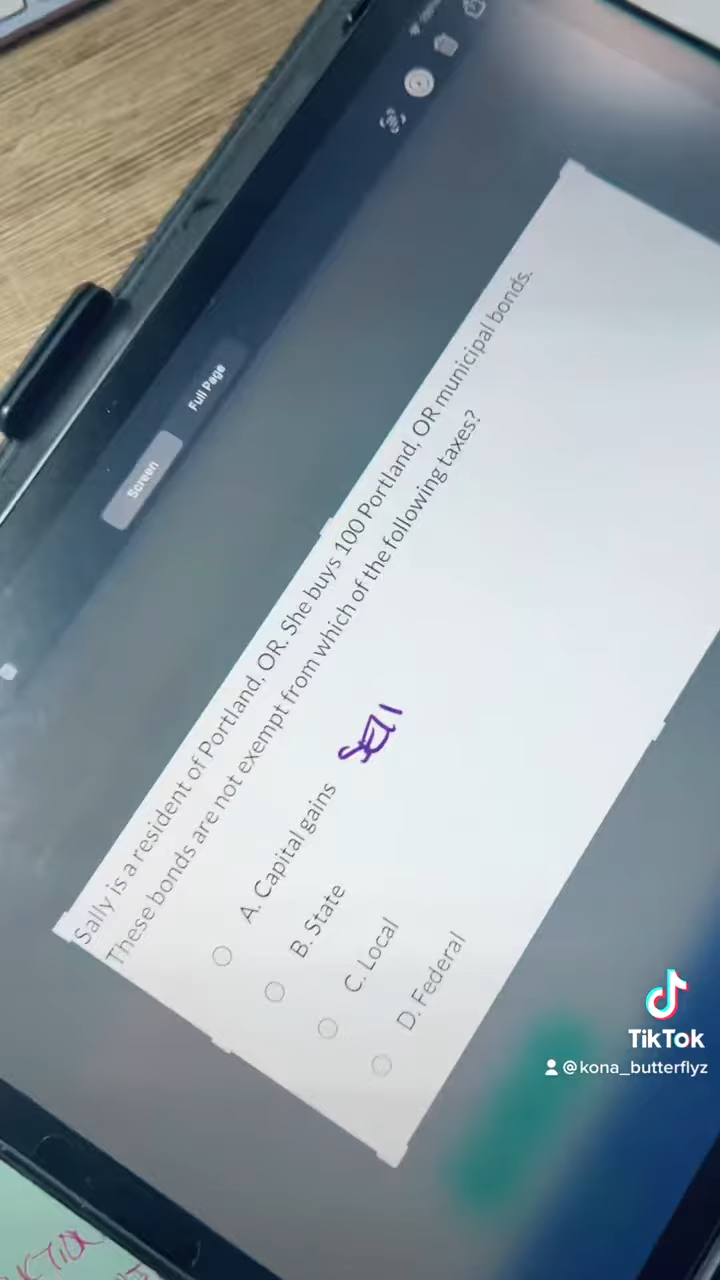 Screen
Full Page
Sally is a resident of Portland, OR. She buys 100 Portland, OR municipal bonds.
These bonds are not exempt from which of the following taxes?
A. Capital gains
SELL
B. State
C. Local
D. Federal
TikTok
@kona_butterflyz